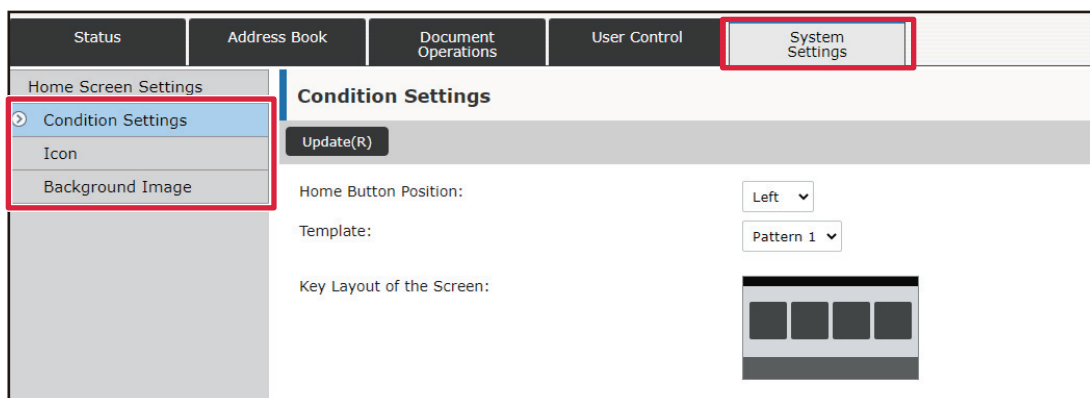 Status
Address Book
Document
Operations
User Control
System
Settings
Home Screen Settings
Condition Settings
Icon
Background Image
Condition Settings
Update(R)
Home Button Position:
Left
Template:
Pattern 1
Key Layout of the Screen: